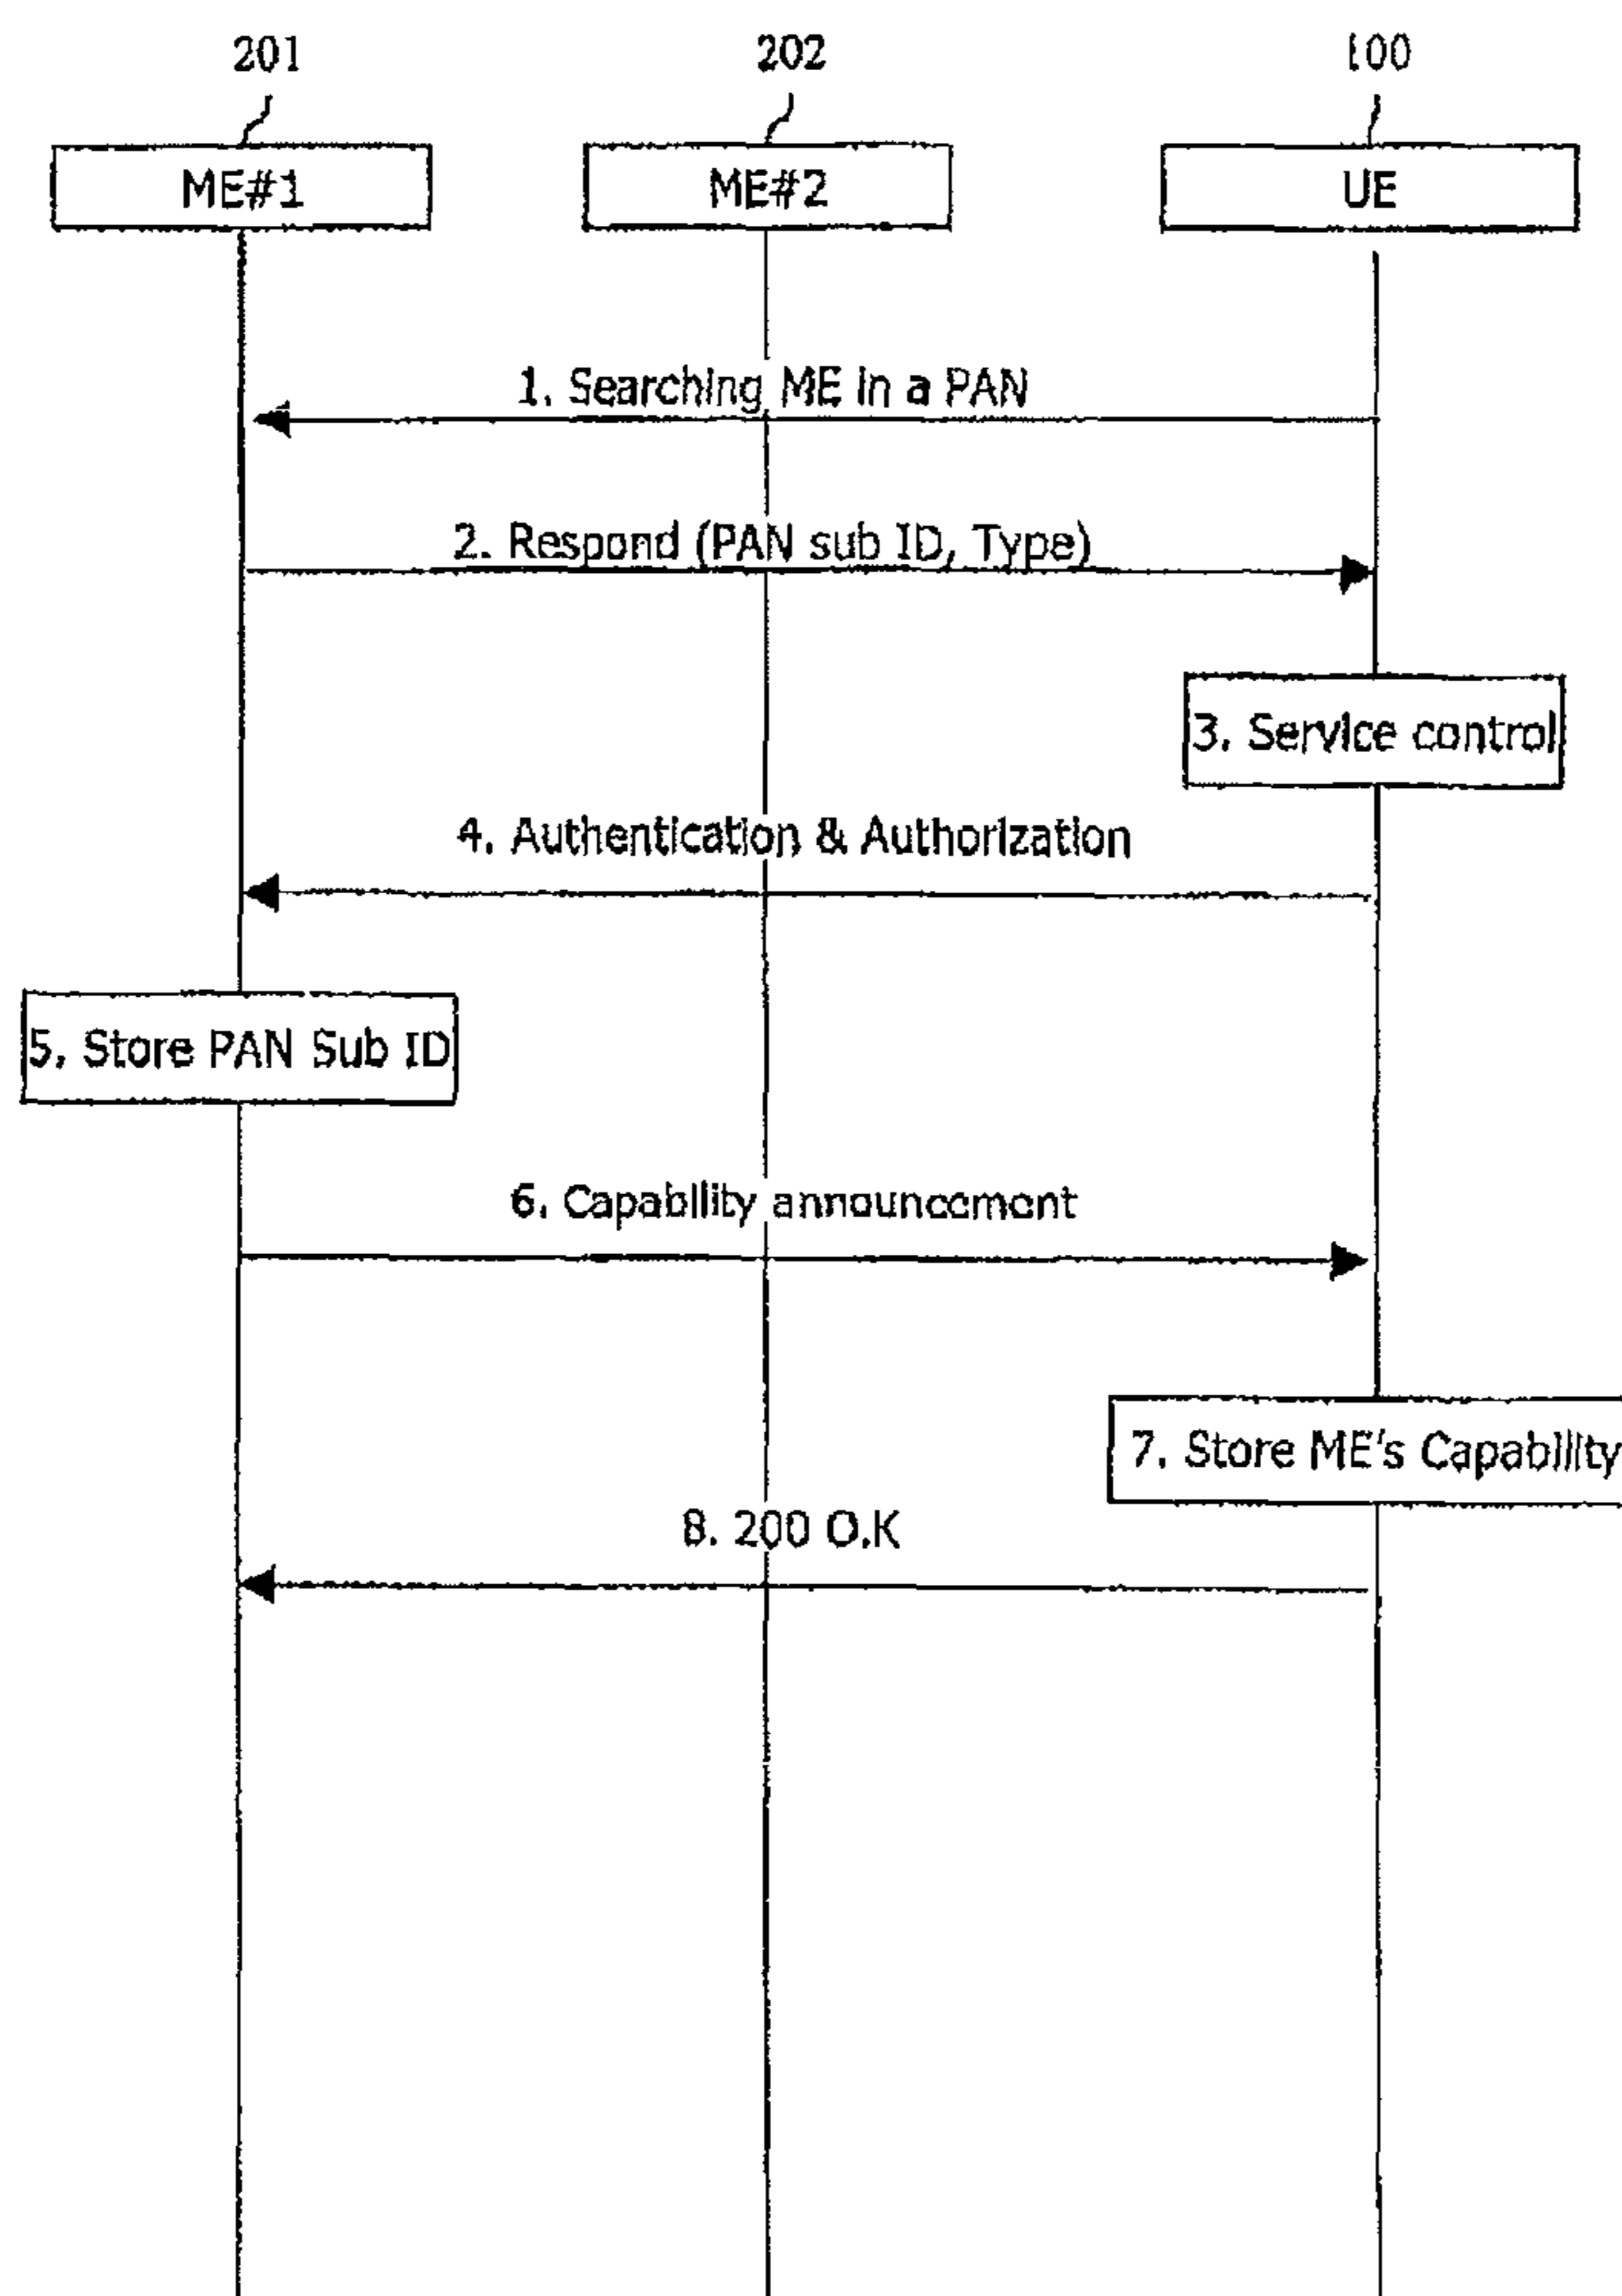 201 202 100
ME#1 ME#2 UE
1. Searching ME in a PAN
2. Respond (PAN sub ID, Type)
3. Service control
4. Authentication & Authorization
5. Store PAN Sub ID
6. Capability announcement
7. Store ME's Capability
8. 200 O.K